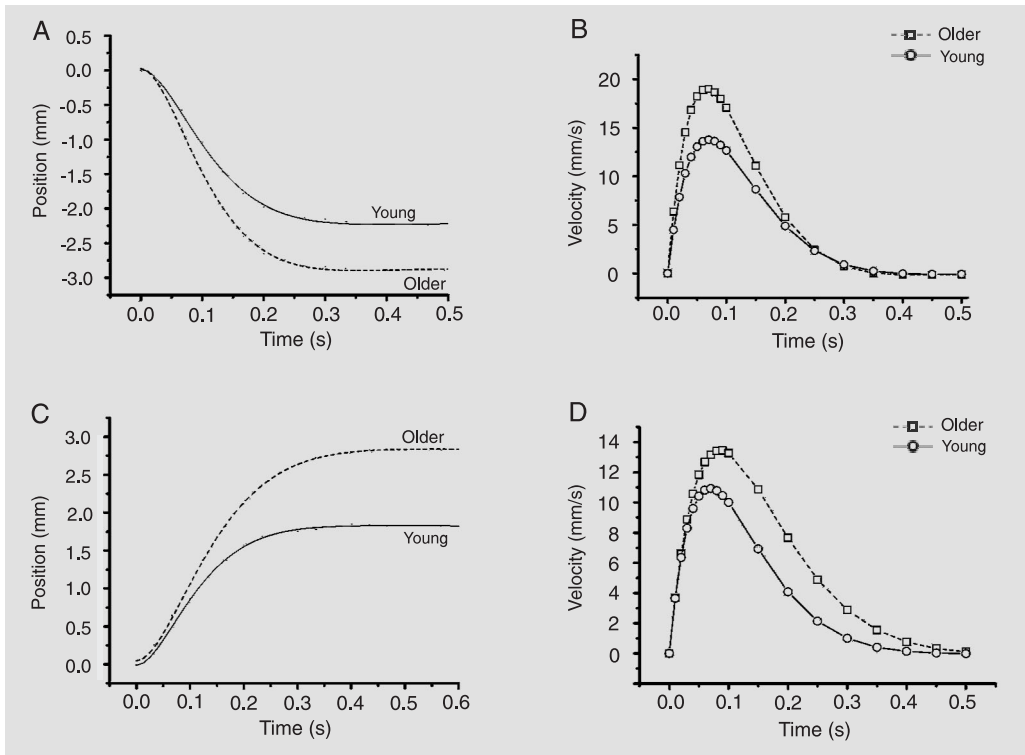 A
0.5
0.0
-0.5
-1.0
-1.5
-2.0
-2.5
-3.0
Position (mm)
Young
Older
0.0 0.1 0.2 0.3 0.4 0.5
Time (s)
B
Older
Young
20
15
10
5
0
Velocity (mm/s)
0.0 0.1 0.2 0.3 0.4 0.5
Time (s)
C
3.0
2.5
2.0
1.5
1.0
0.5
0.0
Position (mm)
Older
Young
0.0 0.1 0.2 0.3 0.4 0.5 0.6
Time (s)
D
Older
Young
14
12
10
8
6
4
2
0
Velocity (mm/s)
0.0 0.1 0.2 0.3 0.4 0.5
Time (s)